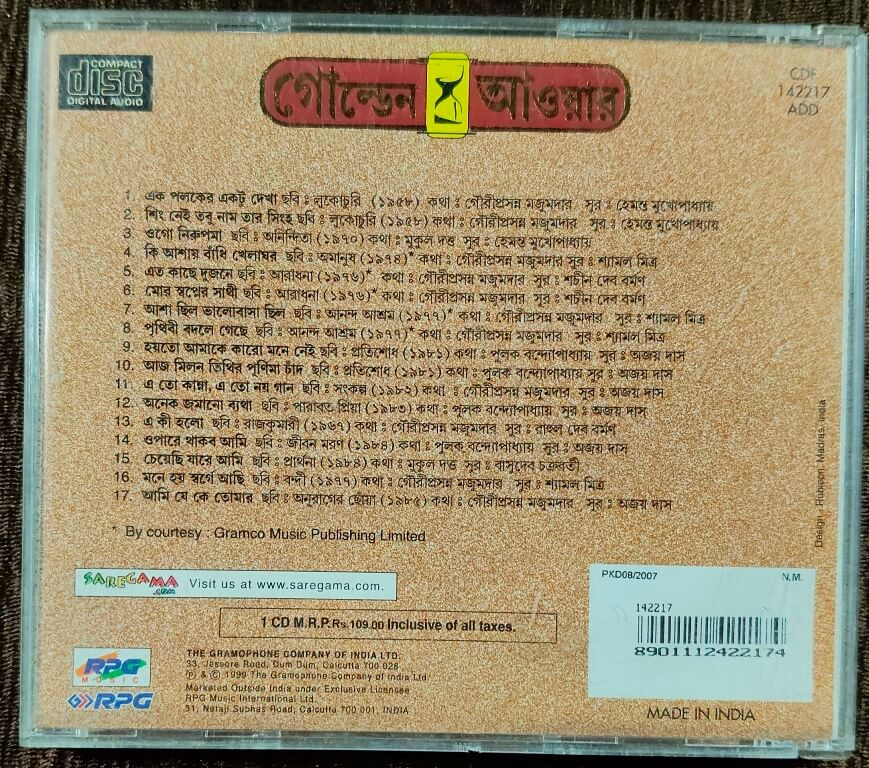 COMPACT
disc
DIGITAL AUDIO
গোল্ডেন আওয়ার
CDF
142217
ADD
1. এক পলকের একটু দেখা ছবি : লুকোচুরি (১৯৫৮) কথা : গৌরীপ্রসন্ন মজুমদার সুর : হেমন্ত মুখোপাধ্যায়
2. শিং নেই তবু নাম তার সিংহ ছবি : লুকোচুরি (১৯৫৮) কথা : গৌরীপ্রসন্ন মজুমদার সুর : হেমন্ত মুখোপাধ্যায়
3. ওগো নিরুপমা ছবি : অনিন্দিতা (১৯৭০) কথা : মুকুল দত্ত সুর : হেমন্ত মুখোপাধ্যায়
4. কি আশায় বাঁধি খেলাঘর ছবি : অমানুষ (১৯৭৪)* কথা : গৌরীপ্রসন্ন মজুমদার সুর : শ্যামল মিত্র
5. এত কাছে দুজনে ছবি : আরাধনা (১৯৭৬)* কথা : গৌরীপ্রসন্ন মজুমদার সুর : শচীন দেব বর্মণ
6. মোর স্বপ্নের সাথী ছবি : আরাধনা (১৯৭৬)* কথা : গৌরীপ্রসন্ন মজুমদার সুর : শচীন দেব বর্মণ
7. আশা ছিল ভালোবাসা ছিল ছবি : আনন্দ আশ্রম (১৯৭৭)* কথা : গৌরীপ্রসন্ন মজুমদার সুর : শ্যামল মিত্র
8. পৃথিবী বদলে গেছে ছবি : আনন্দ আশ্রম (১৯৭৭)* কথা : গৌরীপ্রসন্ন মজুমদার সুর : শ্যামল মিত্র
9. হয়তো আমাকে কারো মনে নেই ছবি : প্রতিশোধ (১৯৮১) কথা : পুলক বন্দ্যোপাধ্যায় সুর : অজয় দাস
10. আজ মিলন তিথির পূর্ণিমা চাঁদ ছবি : প্রতিশোধ (১৯৮১) কথা : পুলক বন্দ্যোপাধ্যায় সুর : অজয় দাস
11. এ তো কান্না, এ তো নয় গান ছবি : সংকল্প (১৯৮২) কথা : গৌরীপ্রসন্ন মজুমদার সুর : অজয় দাস
12. অনেক জমানো ব্যথা ছবি : পারাবত প্রিয়া (১৯৮৩) কথা : পুলক বন্দ্যোপাধ্যায় সুর : অজয় দাস
13. এ কী হলো ছবি : রাজকুমারী (১৯৬৭) কথা : গৌরীপ্রসন্ন মজুমদার সুর : রাহুল দেব বর্মণ
14. ওপারে থাকব আমি ছবি : জীবন মরণ (১৯৮৪) কথা : পুলক বন্দ্যোপাধ্যায় সুর : অজয় দাস
15. চেয়েছি যারে আমি ছবি : প্রার্থনা (১৯৮৪) কথা : মুকুল দত্ত সুর : বাসুদেব চক্রবর্তী
16. মনে হয় স্বর্গে আছি ছবি : বন্দী (১৯৭৭) কথা : গৌরীপ্রসন্ন মজুমদার সুর : শ্যামল মিত্র
17. আমি যে কে তোমার ছবি : অনুরাগের ছোঁয়া (১৯৮৫) কথা : গৌরীপ্রসন্ন মজুমদার সুর : অজয় দাস
* By courtesy : Gramco Music Publishing Limited
SAREGAMA.com Visit us at www.saregama.com.
1 CD M.R.P.Rs.109.00 Inclusive of all taxes.
RPG
MUSIC
RPG
THE GRAMOPHONE COMPANY OF INDIA LTD.
33, Jessore Road, Dum Dum, Calcutta 700 028
Ⓟ & © 1999 The Gramophone Company of India Ltd.
Marketed Outside India under Exclusive Licensee
RPG Music International Ltd.
31, Netaji Subhas Road, Calcutta 700 001, INDIA
PKD08/2007 N.M.
142217
8901112422174
MADE IN INDIA
Design : Madras, India